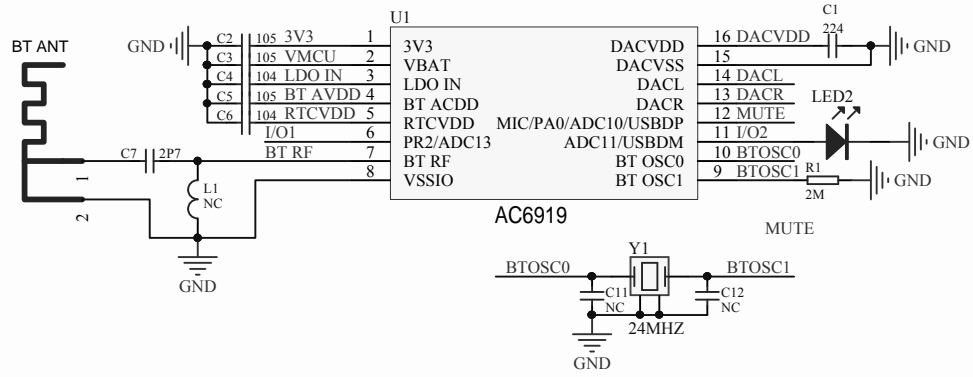 U1
BT ANT
GND
C2 105 3V3 1 3V3
C3 105 VMCU 2 VBAT
C4 104 LDO IN 3 LDO IN
C5 105 BT AVDD 4 BT ACDD
C6 104 RTCVDD 5 RTCVDD
I/O1 6 PR2/ADC13
C7 2P7 BT RF 7 BT RF
8 VSSIO
1
2
L1
NC
GND
C1
224
DACVDD 16 DACVDD GND
DACVSS 15
DACL 14 DACL
DACR 13 DACR
LED2
MIC/PA0/ADC10/USBDP 12 MUTE
ADC11/USBDM 11 I/O2 GND
BT OSC0 10 BTOSC0
BT OSC1 9 BTOSC1 R1 GND
2M
AC6919
MUTE
Y1
BTOSC0 BTOSC1
C11 C12
NC NC
24MHZ
GND